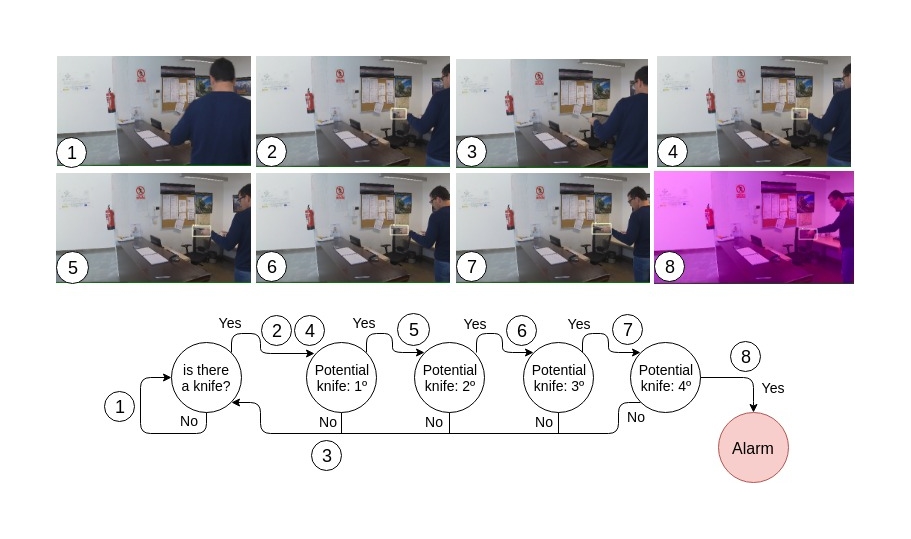 1
2
3
4
5
6
7
8
Yes
2
4
Yes
5
Yes
6
Yes
7
8
is there
a knife?
Potential
knife: 1º
Potential
knife: 2º
Potential
knife: 3º
Potential
knife: 4º
Yes
1
No
No
No
No
No
3
Alarm